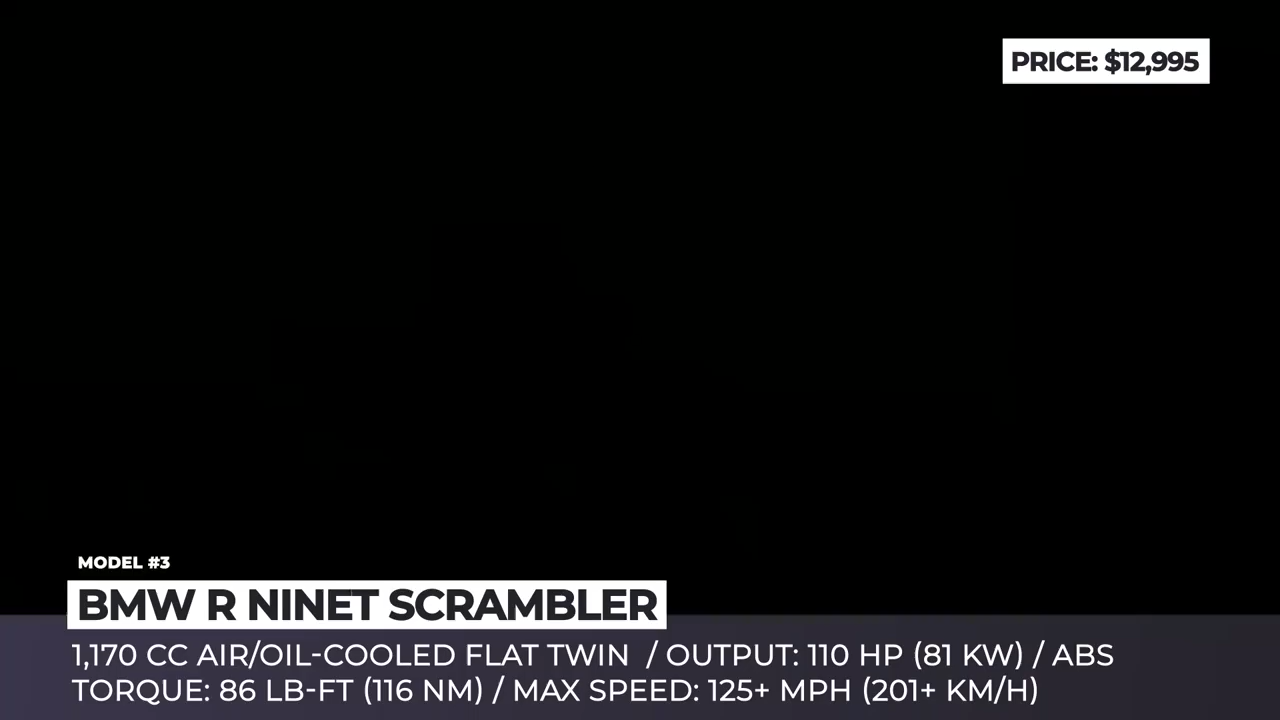 PRICE: $12,995
MODEL #3
BMW R NINET SCRAMBLER
1,170 CC AIR/OIL-COOLED FLAT TWIN / OUTPUT: 110 HP (81 KW) / ABS
TORQUE: 86 LB-FT (116 NM) / MAX SPEED: 125+ MPH (201+ KM/H)